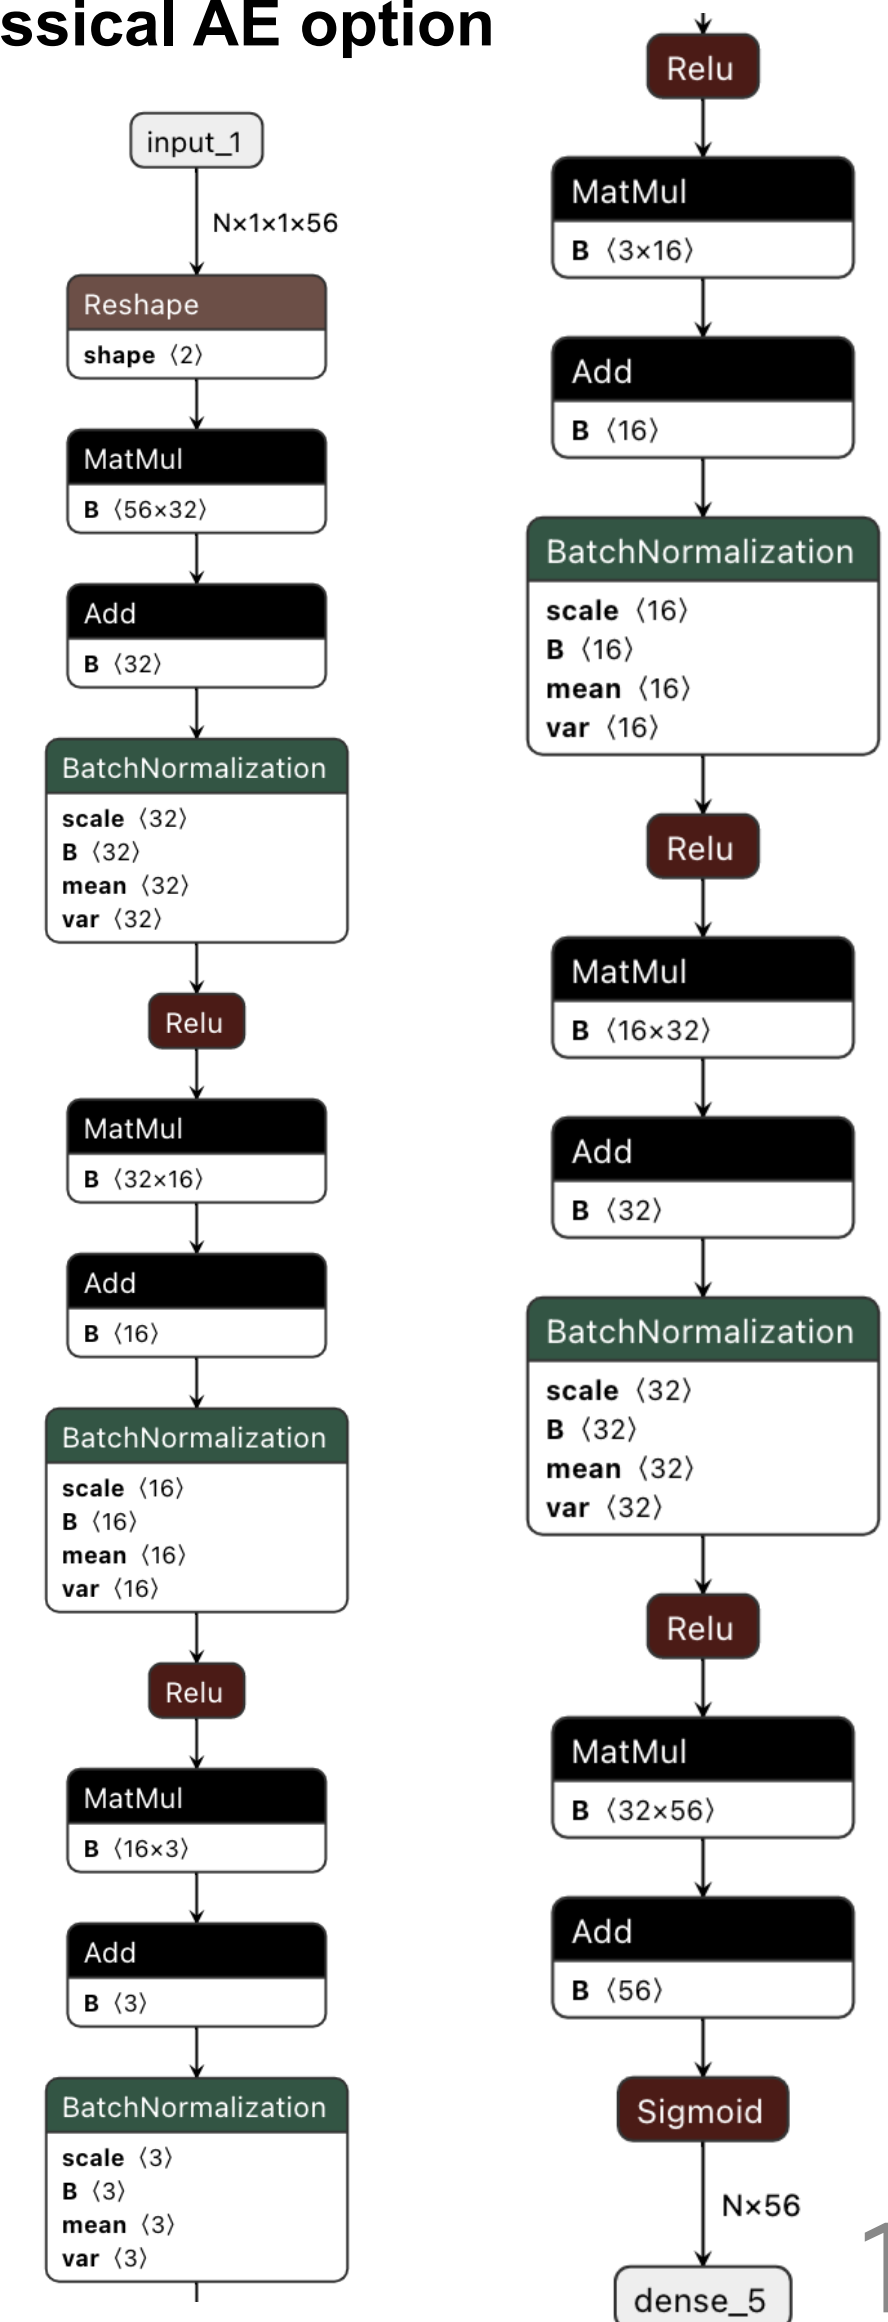 ssical AE option
input_1
N×1×1×56
Reshape
shape ⟨2⟩
MatMul
B ⟨56×32⟩
Add
B ⟨32⟩
BatchNormalization
scale ⟨32⟩
B ⟨32⟩
mean ⟨32⟩
var ⟨32⟩
Relu
MatMul
B ⟨32×16⟩
Add
B ⟨16⟩
BatchNormalization
scale ⟨16⟩
B ⟨16⟩
mean ⟨16⟩
var ⟨16⟩
Relu
MatMul
B ⟨16×3⟩
Add
B ⟨3⟩
BatchNormalization
scale ⟨3⟩
B ⟨3⟩
mean ⟨3⟩
var ⟨3⟩
Relu
MatMul
B ⟨3×16⟩
Add
B ⟨16⟩
BatchNormalization
scale ⟨16⟩
B ⟨16⟩
mean ⟨16⟩
var ⟨16⟩
Relu
MatMul
B ⟨16×32⟩
Add
B ⟨32⟩
BatchNormalization
scale ⟨32⟩
B ⟨32⟩
mean ⟨32⟩
var ⟨32⟩
Relu
MatMul
B ⟨32×56⟩
Add
B ⟨56⟩
Sigmoid
N×56
dense_5
1